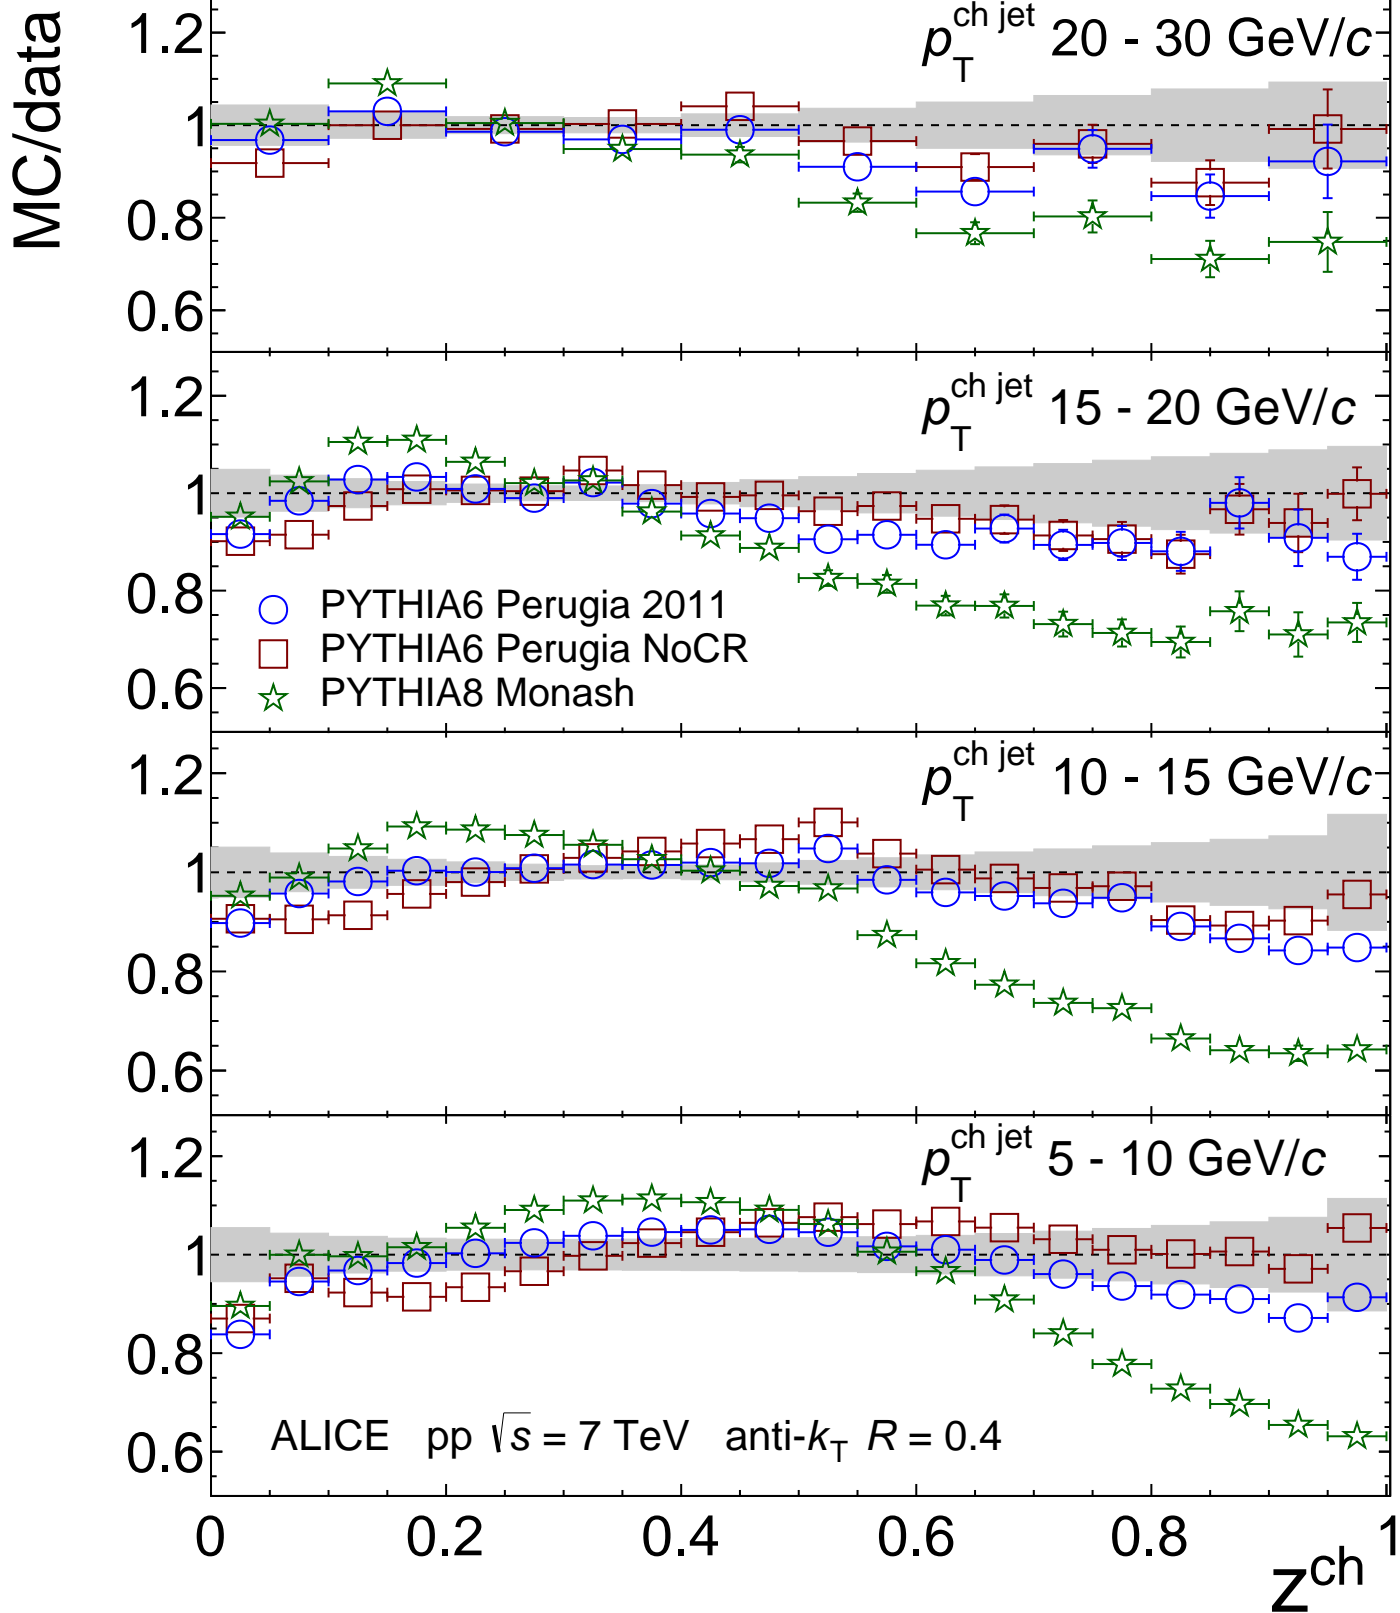 MC/data
1.2
1
0.8
0.6
p_T^ch jet 20 - 30 GeV/c
1.2
1
0.8
0.6
p_T^ch jet 15 - 20 GeV/c
PYTHIA6 Perugia 2011
PYTHIA6 Perugia NoCR
PYTHIA8 Monash
1.2
1
0.8
0.6
p_T^ch jet 10 - 15 GeV/c
1.2
1
0.8
0.6
p_T^ch jet 5 - 10 GeV/c
ALICE pp √s = 7 TeV anti-k_T R = 0.4
0 0.2 0.4 0.6 0.8 1
z^ch